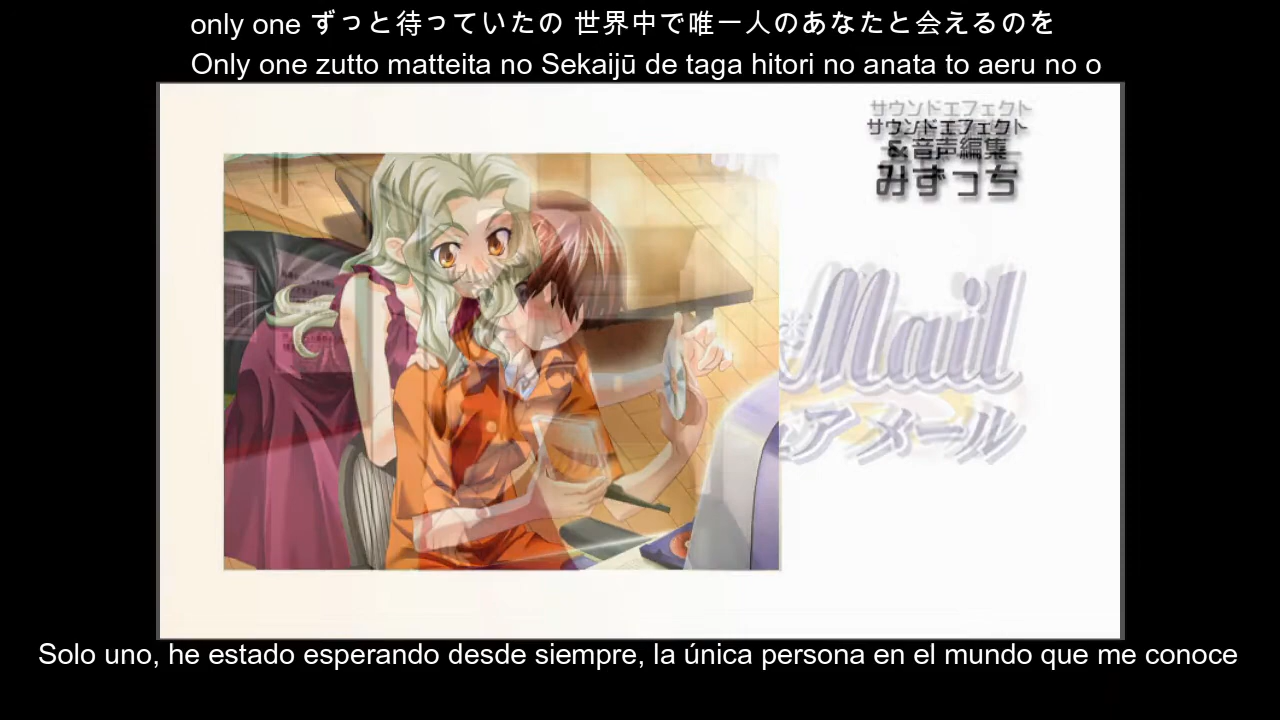 only one ずっと待っていたの 世界中で唯一人のあなたと会えるのを
Only one zutto matteita no Sekaijū de taga hitori no anata to aeru no o
サウンドエフェクト
サウンドエフェクト
&音声編集
みずっち
Mail
ア メール
Solo uno, he estado esperando desde siempre, la única persona en el mundo que me conoce